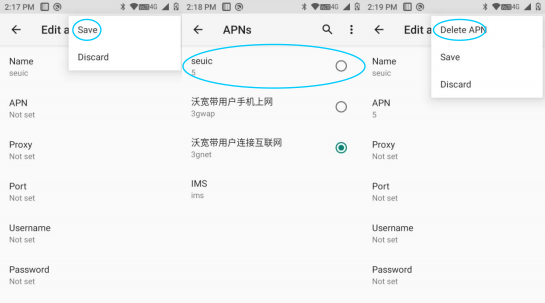 2:17 PM
4G
Edit a
Save
Discard
Name
seuic
APN
Not set
Proxy
Not set
Port
Not set
Username
Not set
Password
Not set
2:18 PM
4G
APNs
seuic
5
沃宽带用户手机上网
3gwap
沃宽带用户连接互联网
3gnet
IMS
ims
2:19 PM
4G
Edit a
Delete APN
Save
Discard
Name
seuic
APN
5
Proxy
Not set
Port
Not set
Username
Not set
Password
Not set